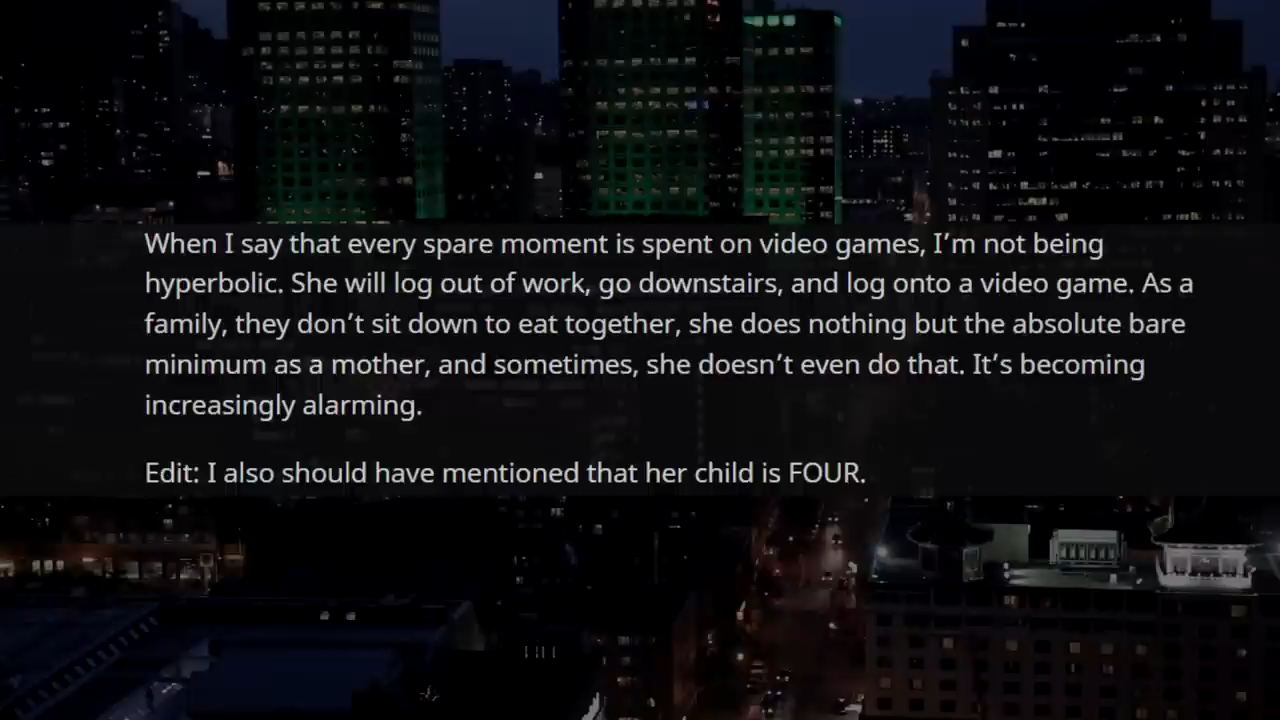 When I say that every spare moment is spent on video games, I’m not being
hyperbolic. She will log out of work, go downstairs, and log onto a video game. As a
family, they don’t sit down to eat together, she does nothing but the absolute bare
minimum as a mother, and sometimes, she doesn’t even do that. It’s becoming
increasingly alarming.
Edit: I also should have mentioned that her child is FOUR.